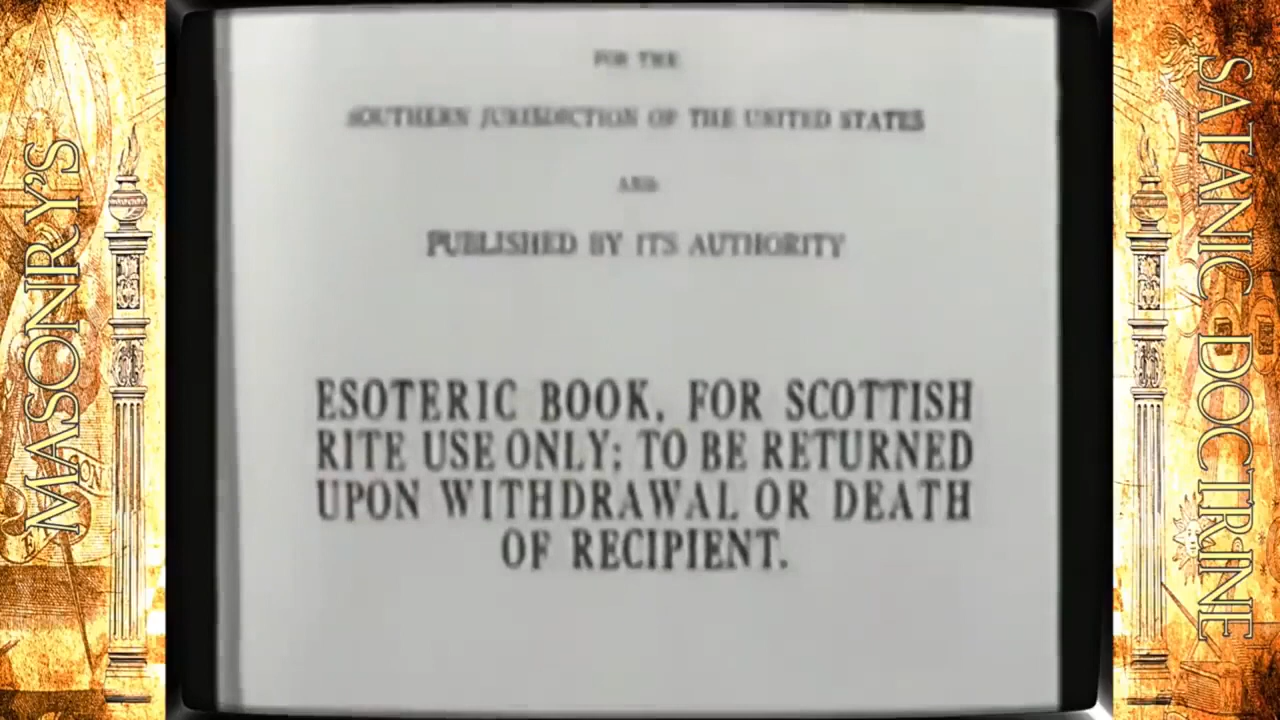 MASONRY'S
FOR THE
SOUTHERN JURISDICTION OF THE UNITED STATES
AND
PUBLISHED BY ITS AUTHORITY
ESOTERIC BOOK, FOR SCOTTISH
RITE USE ONLY; TO BE RETURNED
UPON WITHDRAWAL OR DEATH
OF RECIPIENT.
SATANIC DOCTRINE